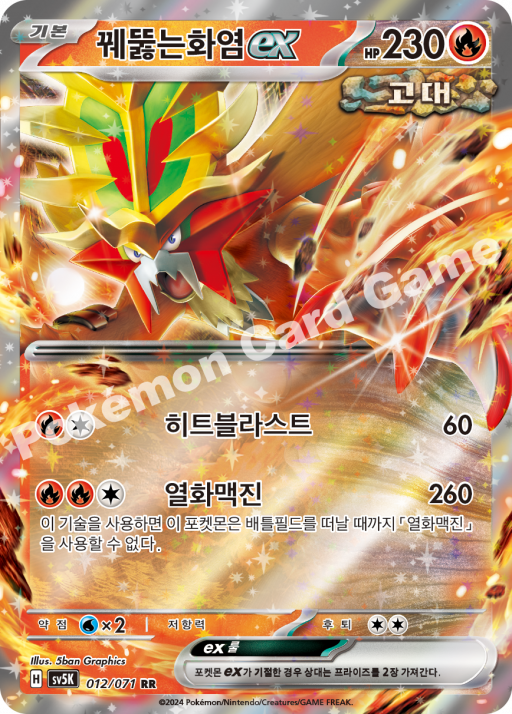 기본 꿰뚫는화염 ex HP 230
고대
Pokémon Card Game
히트블라스트 60
열화맥진 260
이 기술을 사용하면 이 포켓몬은 배틀필드를 떠날 때까지 「열화맥진」
을 사용할 수 없다.
약점 ×2 저항력 후퇴
ex 룰
포켓몬 ex가 기절한 경우 상대는 프라이즈를 2장 가져간다.
Illus. 5ban Graphics
H SV5K 012/071 RR
©2024 Pokémon/Nintendo/Creatures/GAME FREAK.